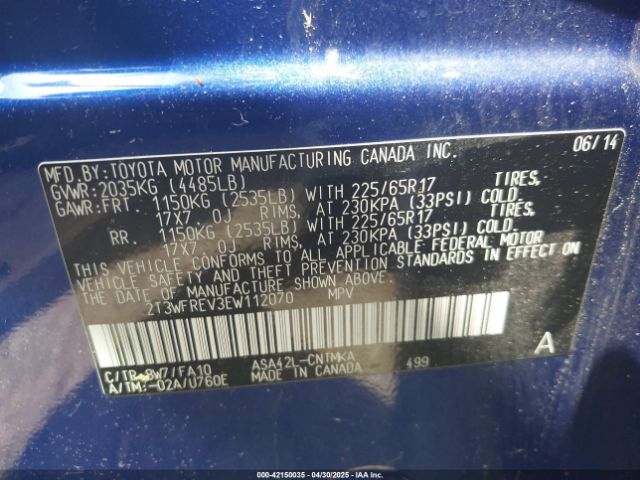 MFD.BY:TOYOTA MOTOR MANUFACTURING CANADA INC. 06/14
GVWR:2035KG (4485LB)
GAWR:FRT. 1150KG (2535LB) WITH 225/65R17 TIRES,
17X7 0J RIMS, AT 230KPA (33PSI) COLD.
RR. 1150KG (2535LB) WITH 225/65R17 TIRES,
17X7 0J RIMS, AT 230KPA (33PSI) COLD.
THIS VEHICLE CONFORMS TO ALL APPLICABLE FEDERAL MOTOR
VEHICLE SAFETY AND THEFT PREVENTION STANDARDS IN EFFECT ON
THE DATE OF MANUFACTURE SHOWN ABOVE.
2T3WFREV3EW112070 MPV
A
C/TR:8W7/FA10 ASA42L-CNTMKA 499
A/TM:-02A/U760E MADE IN CANADA
000-42150035 - 04/30/2025 - IAAI.COM